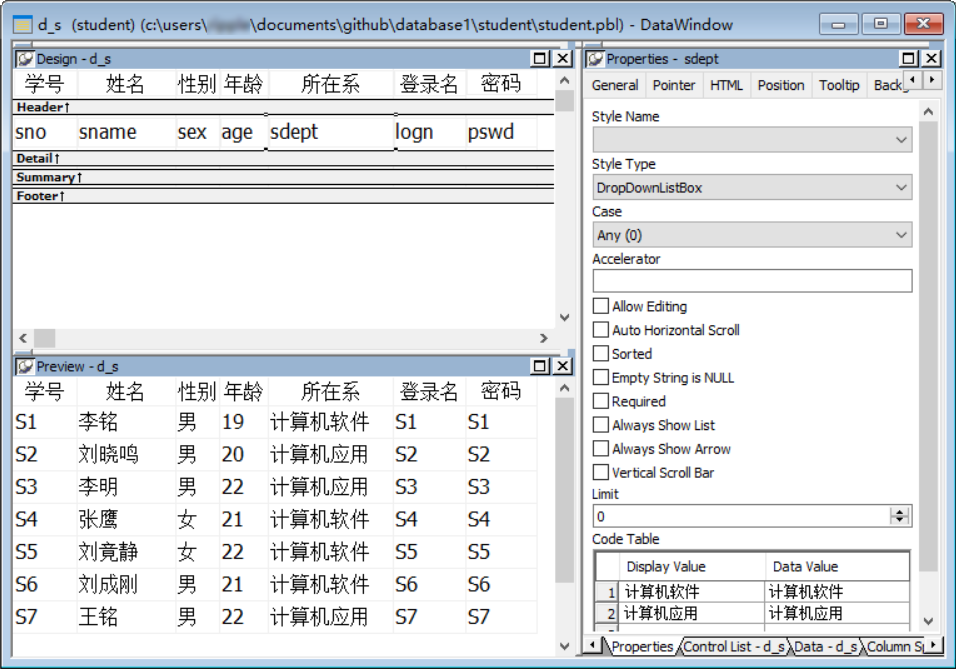 d_s (student) (c:\users\ \documents\github\database1\student\student.pbl) - DataWindow
Design - d_s
学号 姓名 性别 年龄 所在系 登录名 密码
Header↑
sno sname sex age sdept logn pswd
Detail↑
Summary↑
Footer↑
Preview - d_s
学号 姓名 性别 年龄 所在系 登录名 密码
S1 李铭 男 19 计算机软件 S1 S1
S2 刘晓鸣 男 20 计算机应用 S2 S2
S3 李明 男 22 计算机应用 S3 S3
S4 张鹰 女 21 计算机软件 S4 S4
S5 刘竟静 女 22 计算机软件 S5 S5
S6 刘成刚 男 21 计算机软件 S6 S6
S7 王铭 男 22 计算机应用 S7 S7
Properties - sdept
General Pointer HTML Position Tooltip Backg
Style Name
Style Type
DropDownListBox
Case
Any (0)
Accelerator
Allow Editing
Auto Horizontal Scroll
Sorted
Empty String is NULL
Required
Always Show List
Always Show Arrow
Vertical Scroll Bar
Limit
0
Code Table
Display Value Data Value
1 计算机软件 计算机软件
2 计算机应用 计算机应用
Properties Control List - d_s Data - d_s Column S